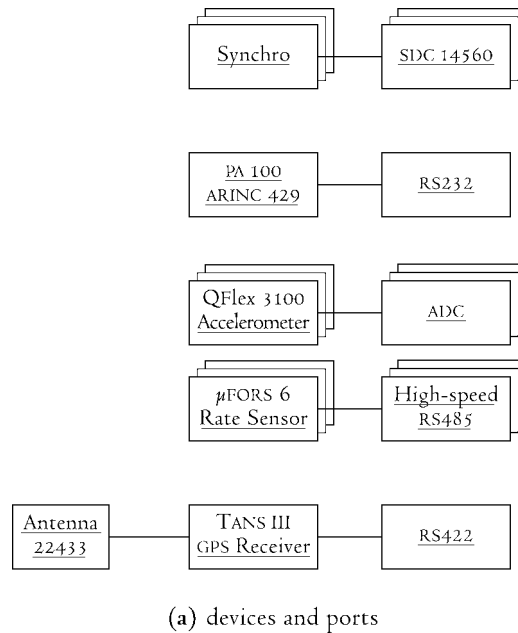 Synchro
SDC 14560
PA 100
ARINC 429
RS232
QFlex 3100
Accelerometer
ADC
µFORS 6
Rate Sensor
High-speed
RS485
Antenna
22433
TANS III
GPS Receiver
RS422
(a) devices and ports